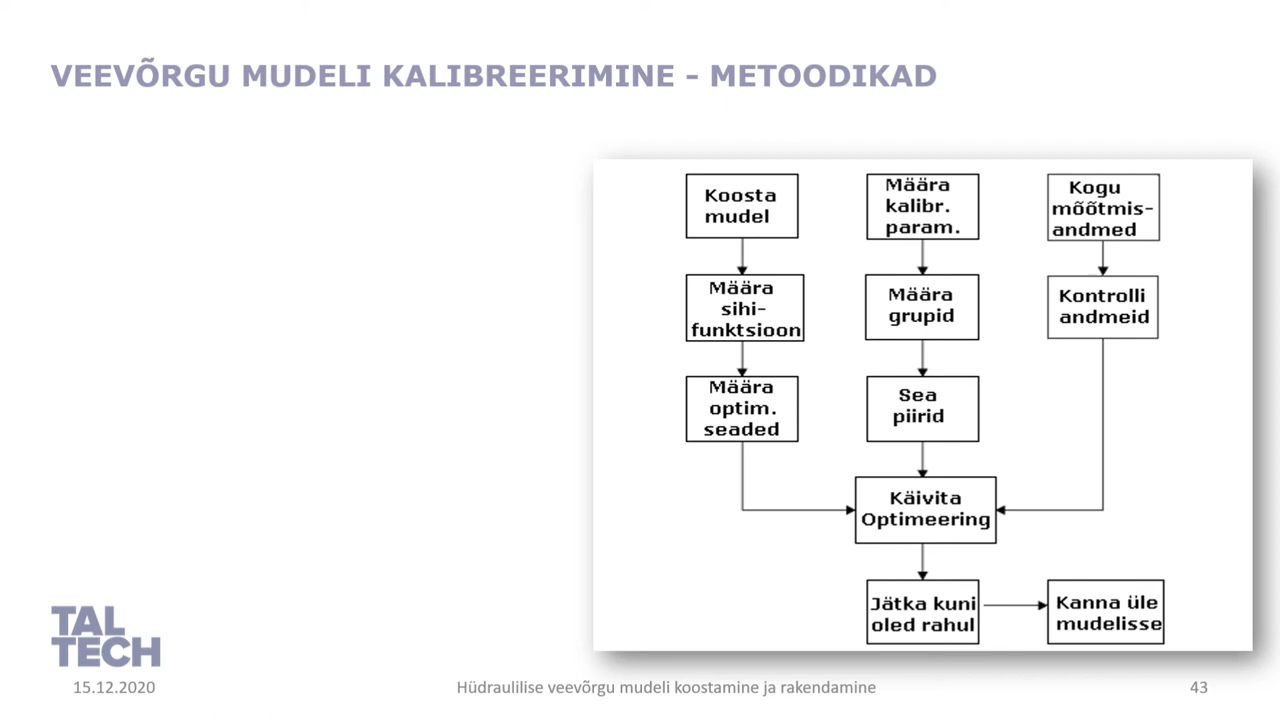 VEEVÕRGU MUDELI KALIBREERIMINE - METOODIKAD
Koosta
mudel
Määra
kalibr.
param.
Kogu
mõõtmis-
andmed
Määra
sihi-
funktsioon
Määra
grupid
Kontrolli
andmeid
Määra
optim.
seaded
Sea
piirid
Käivita
Optimeering
Jätka kuni
oled rahul
Kanna üle
mudelisse
TAL
TECH
15.12.2020
Hüdraulilise veevõrgu mudeli koostamine ja rakendamine
43